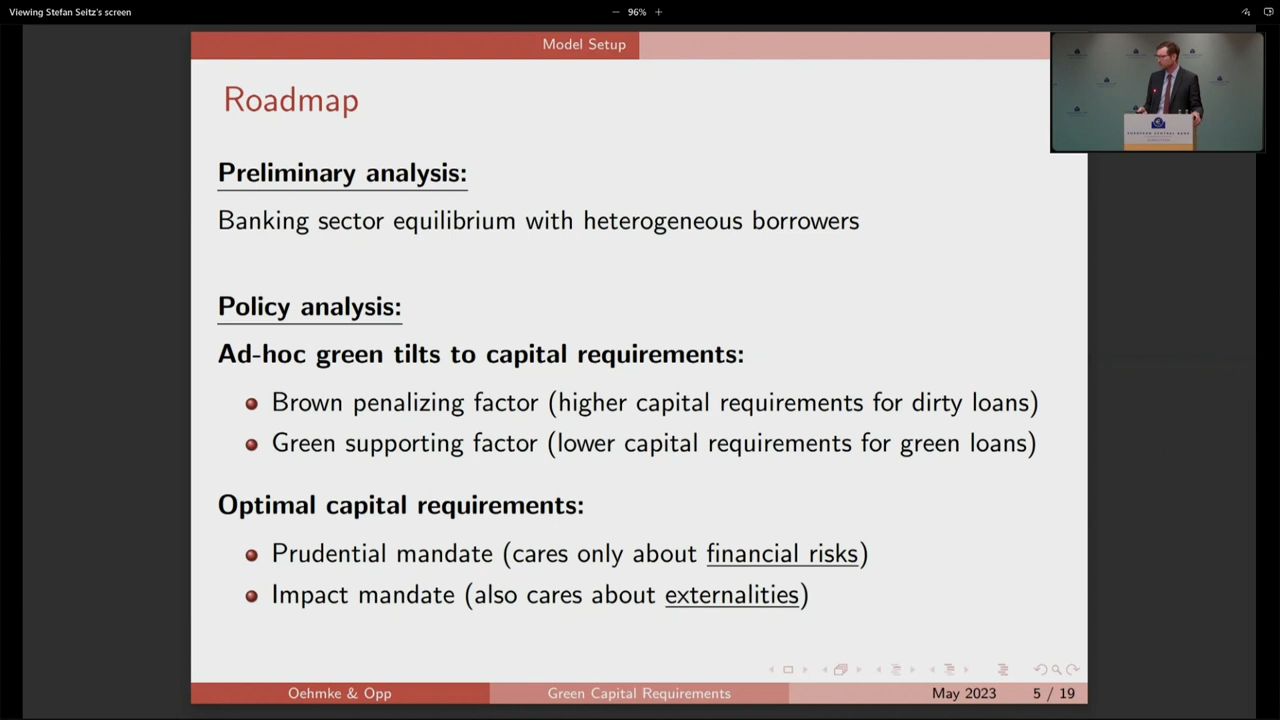 Viewing Stefan Seitz's screen
96%
Model Setup
Roadmap
Preliminary analysis:
Banking sector equilibrium with heterogeneous borrowers
Policy analysis:
Ad-hoc green tilts to capital requirements:
Brown penalizing factor (higher capital requirements for dirty loans)
Green supporting factor (lower capital requirements for green loans)
Optimal capital requirements:
Prudential mandate (cares only about financial risks)
Impact mandate (also cares about externalities)
Oehmke & Opp
Green Capital Requirements
May 2023
5 / 19
EUROPEAN CENTRAL BANK